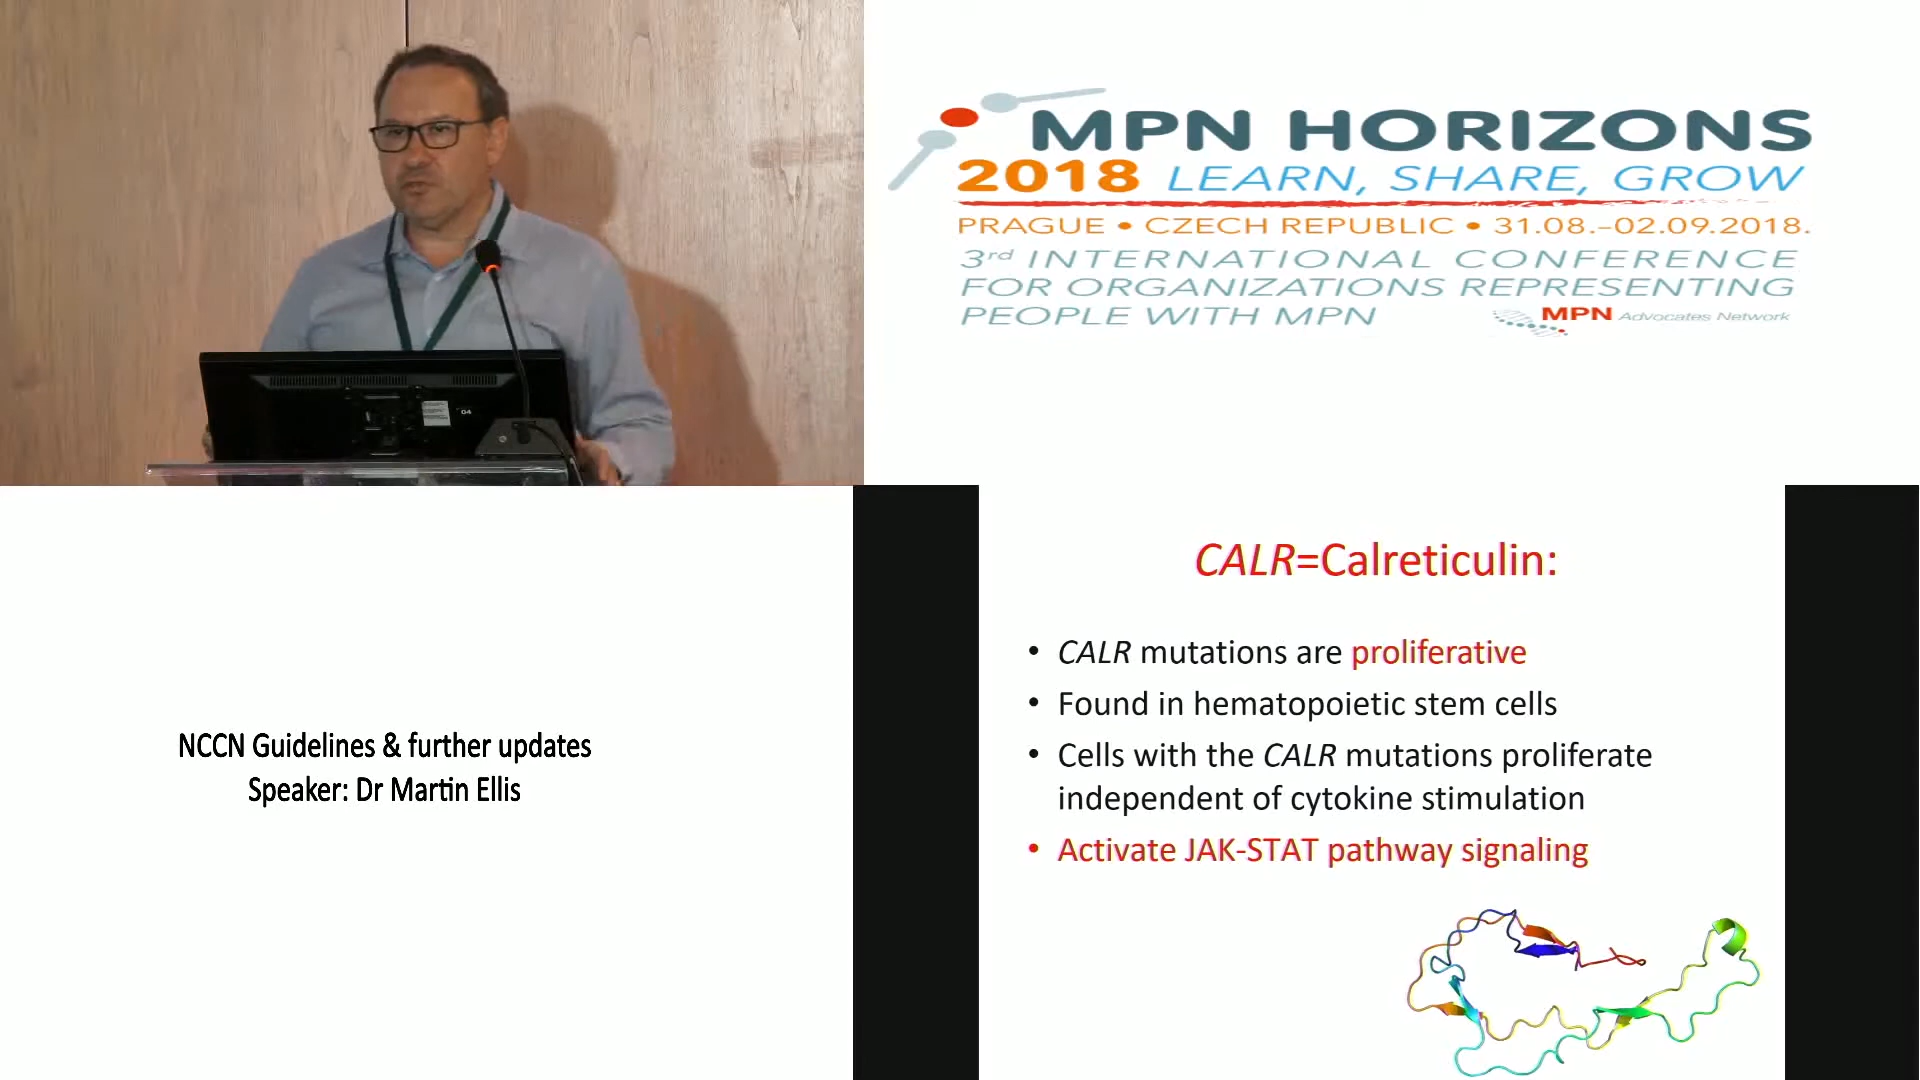 MPN HORIZONS
2018 LEARN, SHARE, GROW
PRAGUE • CZECH REPUBLIC • 31.08.–02.09.2018.
3rd INTERNATIONAL CONFERENCE
FOR ORGANIZATIONS REPRESENTING
PEOPLE WITH MPN
MPN Advocates Network
04
NCCN Guidelines & further updates
Speaker: Dr Martin Ellis
CALR=Calreticulin:
• CALR mutations are proliferative
• Found in hematopoietic stem cells
• Cells with the CALR mutations proliferate
independent of cytokine stimulation
• Activate JAK-STAT pathway signaling